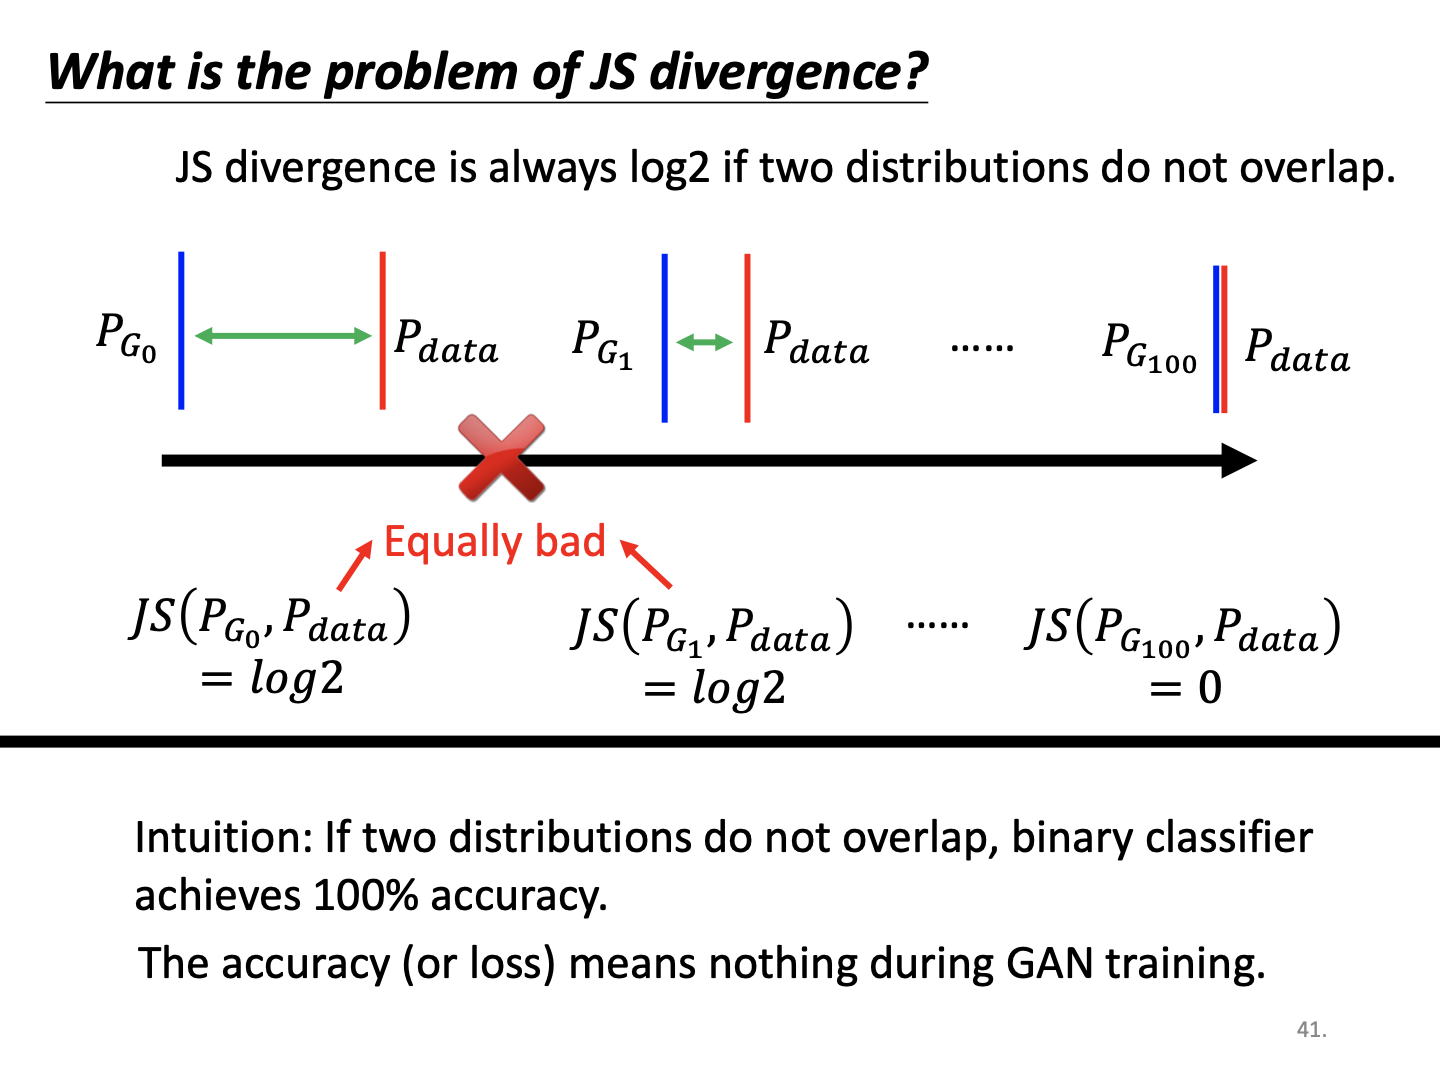 What is the problem of JS divergence?
JS divergence is always log2 if two distributions do not overlap.
P_{G_0} P_{data} P_{G_1} P_{data} …… P_{G_{100}} P_{data}
Equally bad
JS(P_{G_0}, P_{data}) JS(P_{G_1}, P_{data}) …… JS(P_{G_{100}}, P_{data})
= log2 = log2 = 0
Intuition: If two distributions do not overlap, binary classifier
achieves 100% accuracy.
The accuracy (or loss) means nothing during GAN training.
41.